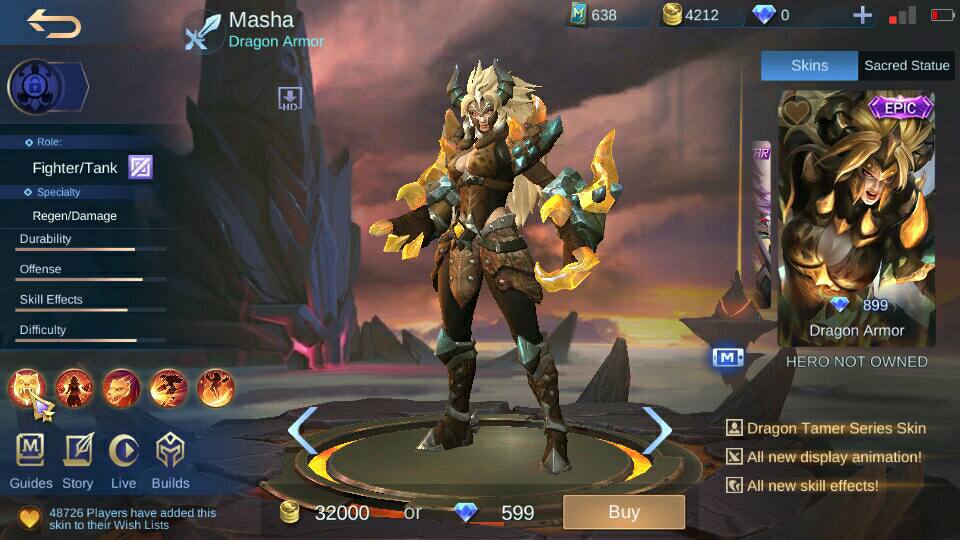 Masha
Dragon Armor
638
4212
0
Skins
Sacred Statue
HD
EPIC
Role:
Fighter/Tank
Specialty
Regen/Damage
Durability
Offense
Skill Effects
Difficulty
899
Dragon Armor
M
HERO NOT OWNED
Dragon Tamer Series Skin
All new display animation!
All new skill effects!
Guides
Story
Live
Builds
48726 Players have added this
skin to their Wish Lists
32000 or 599
Buy